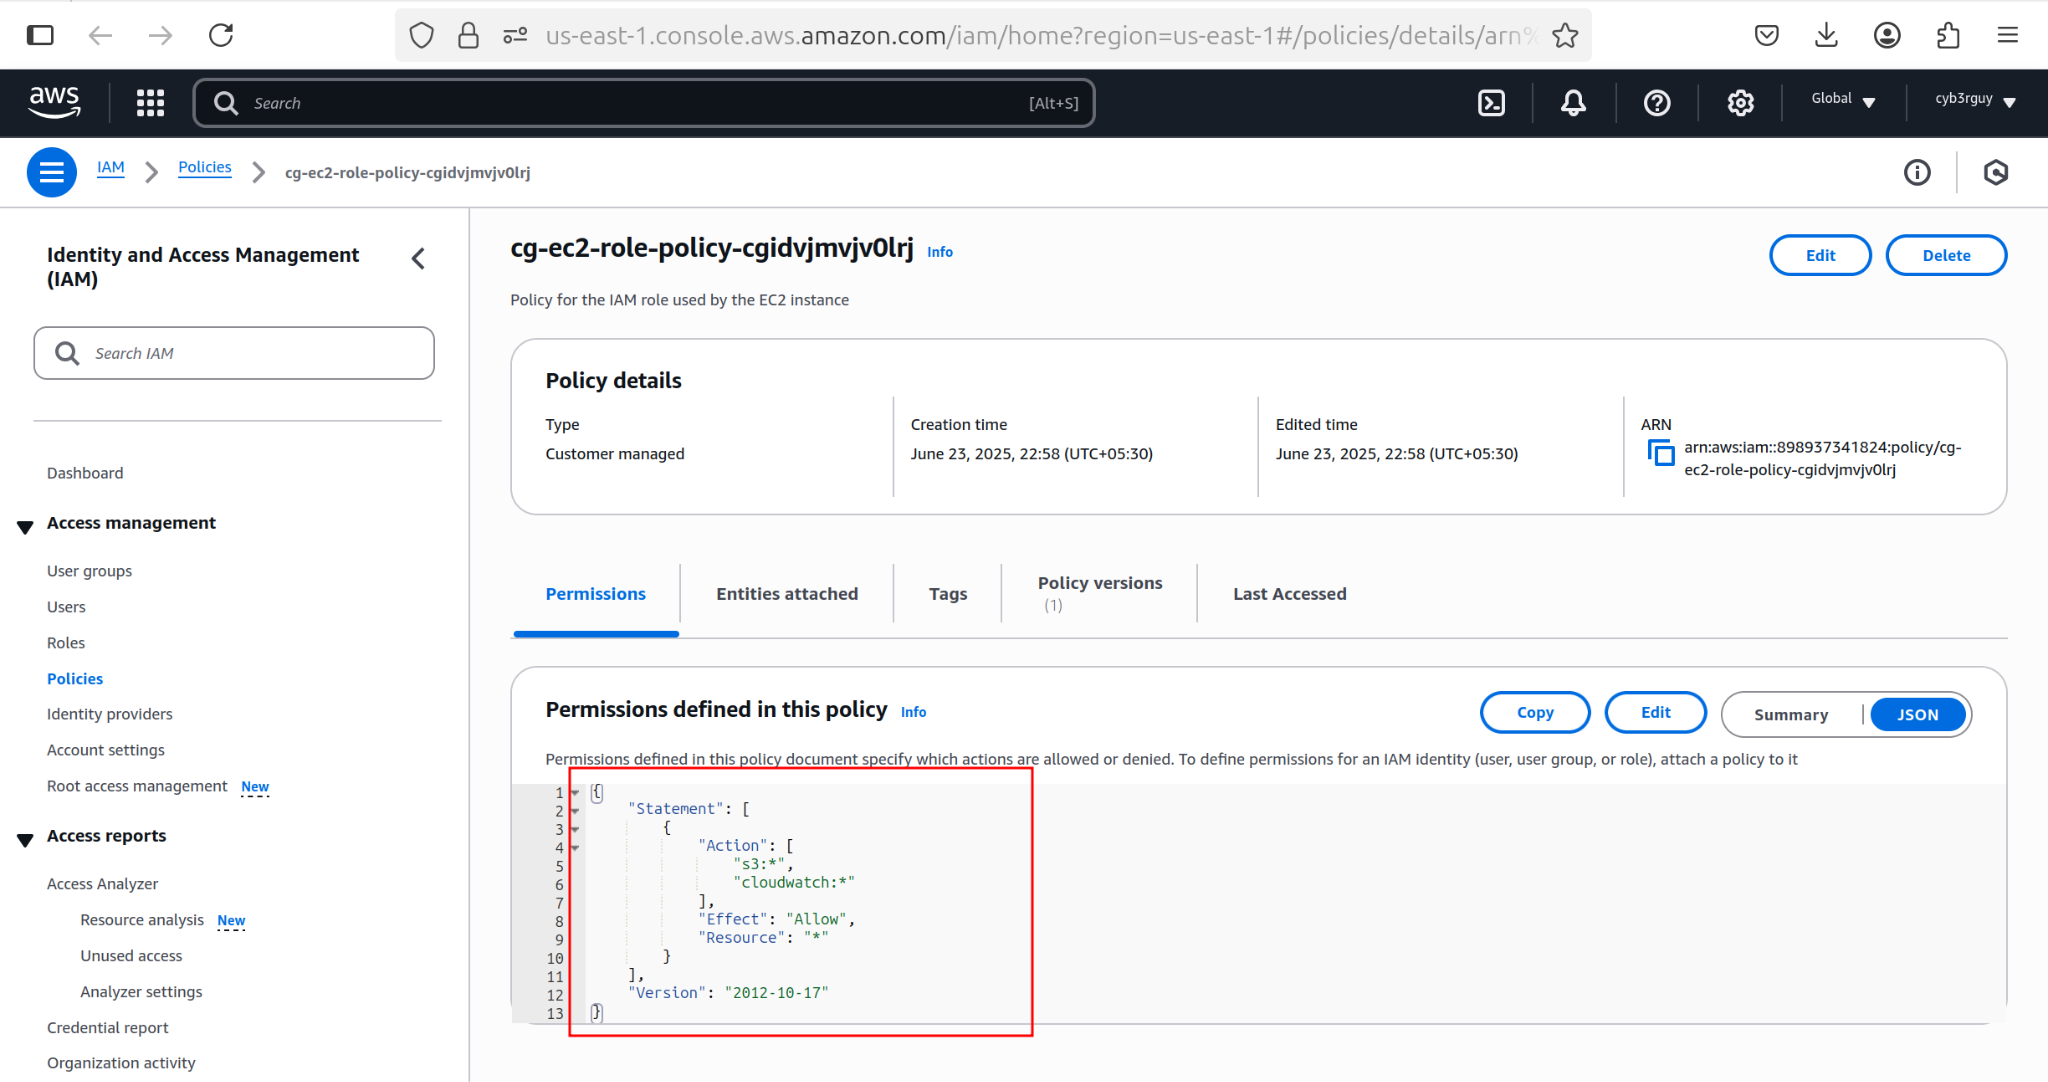 us-east-1.console.aws.amazon.com/iam/home?region=us-east-1#/policies/details/arn%
aws
Search
[Alt+S]
Global
cyb3rguy
IAM
Policies
cg-ec2-role-policy-cgidvjmvjv0lrj
Identity and Access Management
(IAM)
Search IAM
Dashboard
Access management
User groups
Users
Roles
Policies
Identity providers
Account settings
Root access management New
Access reports
Access Analyzer
Resource analysis New
Unused access
Analyzer settings
Credential report
Organization activity
cg-ec2-role-policy-cgidvjmvjv0lrj Info
Edit
Delete
Policy for the IAM role used by the EC2 instance
Policy details
Type
Customer managed
Creation time
June 23, 2025, 22:58 (UTC+05:30)
Edited time
June 23, 2025, 22:58 (UTC+05:30)
ARN
arn:aws:iam::898937341824:policy/cg-
ec2-role-policy-cgidvjmvjv0lrj
Permissions
Entities attached
Tags
Policy versions
(1)
Last Accessed
Permissions defined in this policy Info
Copy
Edit
Summary
JSON
Permissions defined in this policy document specify which actions are allowed or denied. To define permissions for an IAM identity (user, user group, or role), attach a policy to it
1 {
2 "Statement": [
3 {
4 "Action": [
5 "s3:*",
6 "cloudwatch:*"
7 ],
8 "Effect": "Allow",
9 "Resource": "*"
10 }
11 ],
12 "Version": "2012-10-17"
13 }